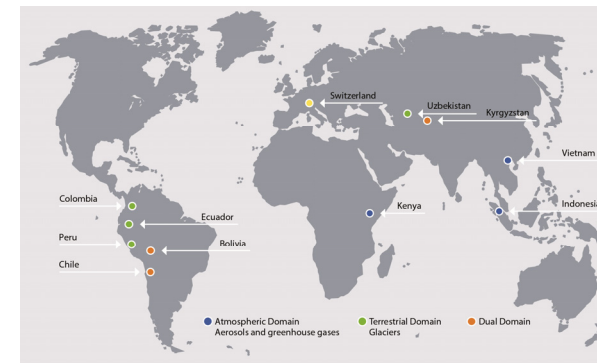 Switzerland
Uzbekistan
Kyrgyzstan
Vietnam
Colombia
Ecuador
Kenya
Indonesia
Peru
Bolivia
Chile
Atmospheric Domain
Aerosols and greenhouse gases
Terrestrial Domain
Glaciers
Dual Domain